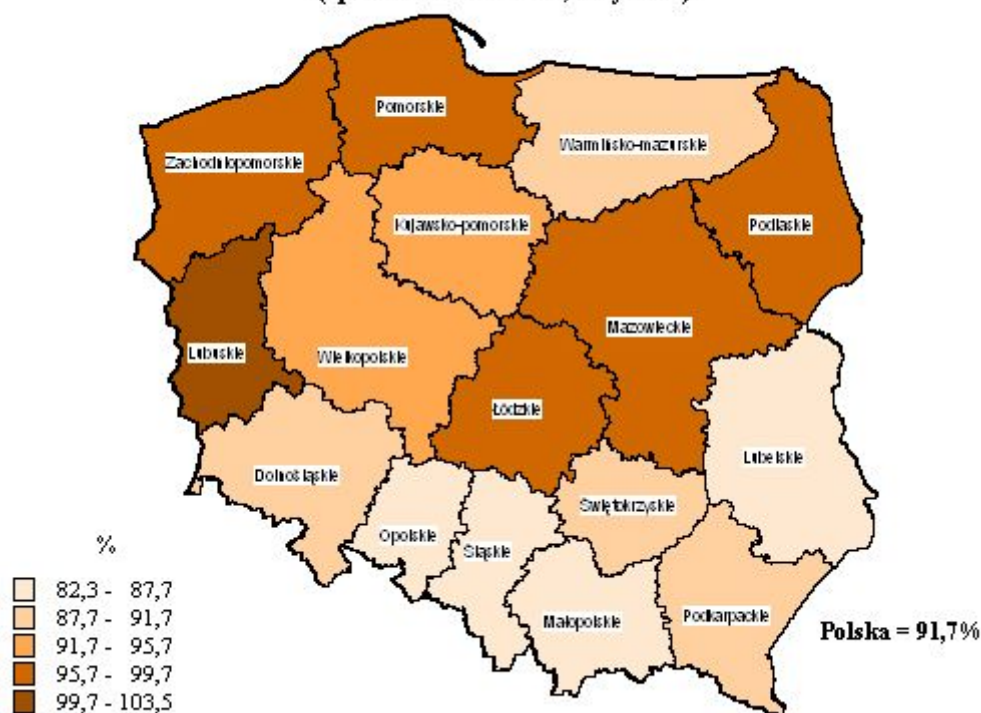 Pomorskie
Warmińsko-mazurskie
Zachodniopomorskie
Kujawsko-pomorskie
Podlaskie
Mazowieckie
Lubuskie
Wielkopolskie
Łódzkie
Lubelskie
Dolnośląskie
Świętokrzyskie
Opolskie
Śląskie
%
82,3 - 87,7
Małopolskie
Podkarpackie
87,7 - 91,7
Polska = 91,7%
91,7 - 95,7
95,7 - 99,7
99,7 - 103,5